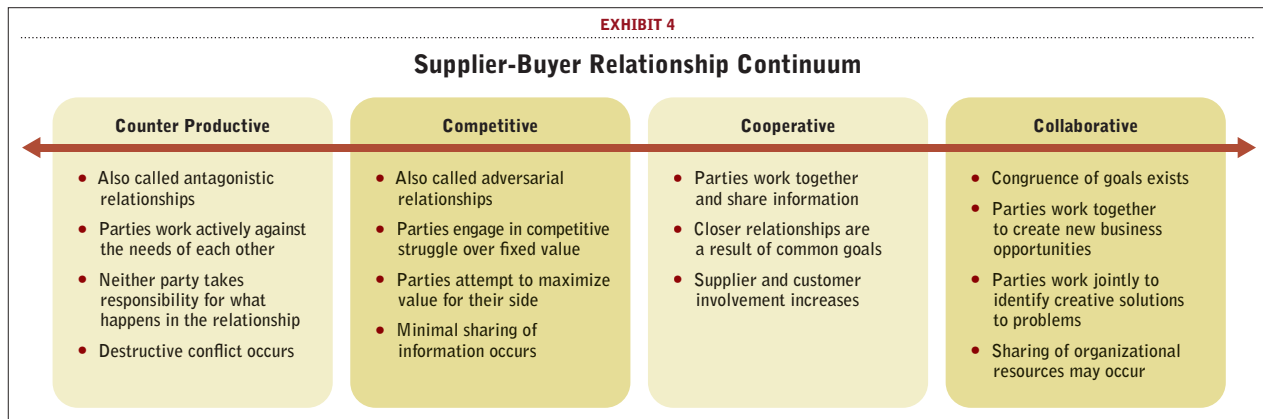 EXHIBIT 4
Supplier-Buyer Relationship Continuum
Counter Productive
• Also called antagonistic
relationships
• Parties work actively against
the needs of each other
• Neither party takes
responsibility for what
happens in the relationship
• Destructive conflict occurs
Competitive
• Also called adversarial
relationships
• Parties engage in competitive
struggle over fixed value
• Parties attempt to maximize
value for their side
• Minimal sharing of
information occurs
Cooperative
• Parties work together
and share information
• Closer relationships are
a result of common goals
• Supplier and customer
involvement increases
Collaborative
• Congruence of goals exists
• Parties work together
to create new business
opportunities
• Parties work jointly to
identify creative solutions
to problems
• Sharing of organizational
resources may occur